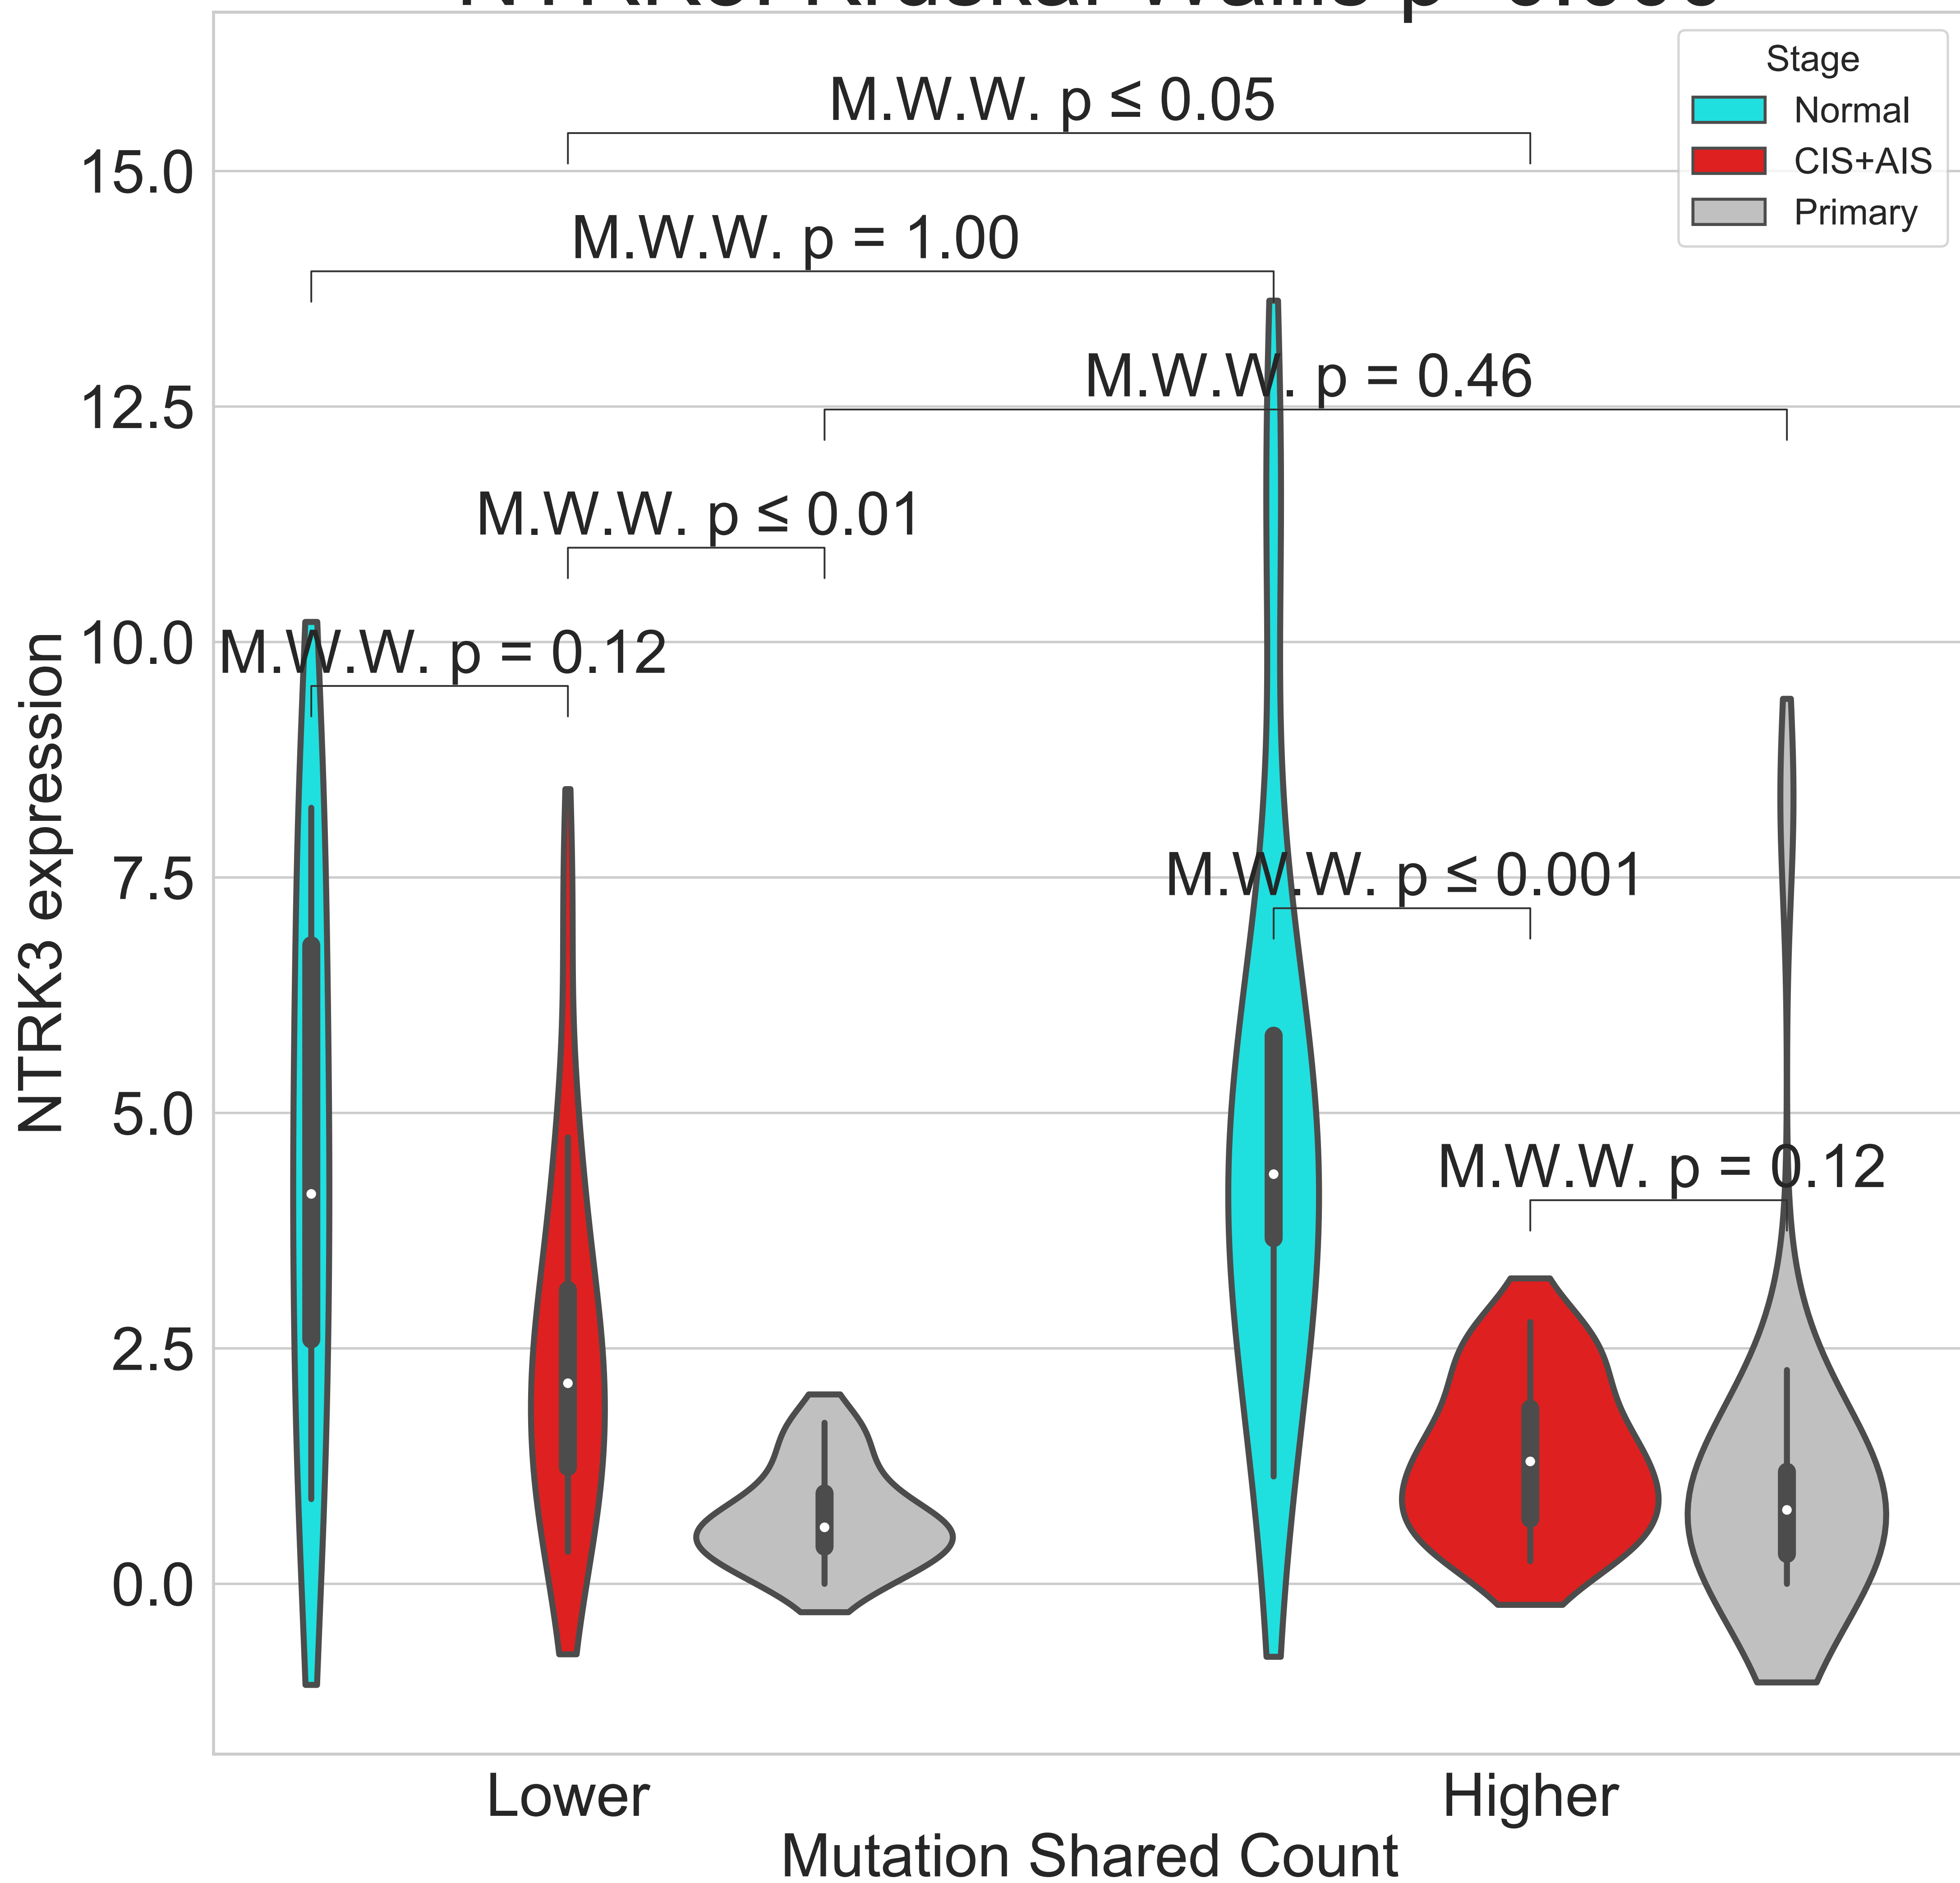 M.W.W. p ≤ 0.05
M.W.W. p = 1.00
M.W.W. p = 0.46
M.W.W. p ≤ 0.01
M.W.W. p = 0.12
M.W.W. p ≤ 0.001
M.W.W. p = 0.12
Stage
Normal
CIS+AIS
Primary
NTRK3 expression
15.0
12.5
10.0
7.5
5.0
2.5
0.0
Lower
Higher
Mutation Shared Count